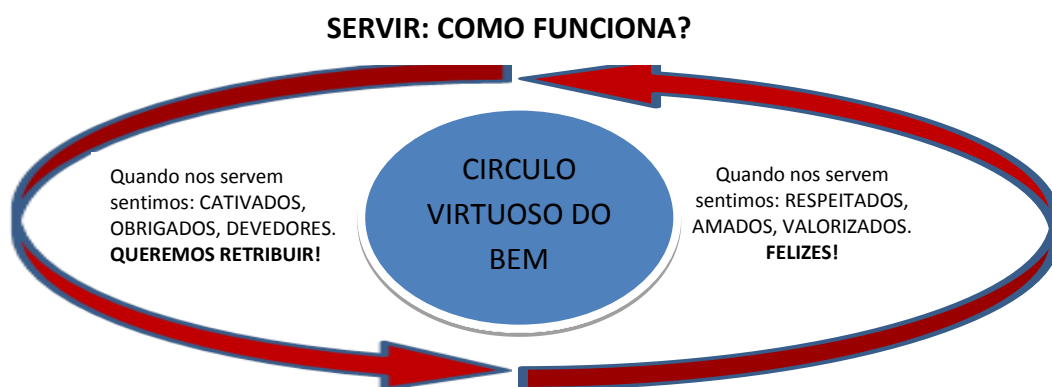 SERVIR: COMO FUNCIONA?
Quando nos servem
sentimos: CATIVADOS,
OBRIGADOS, DEVEDORES.
QUEREMOS RETRIBUIR!
CIRCULO
VIRTUOSO DO
BEM
Quando nos servem
sentimos: RESPEITADOS,
AMADOS, VALORIZADOS.
FELIZES!